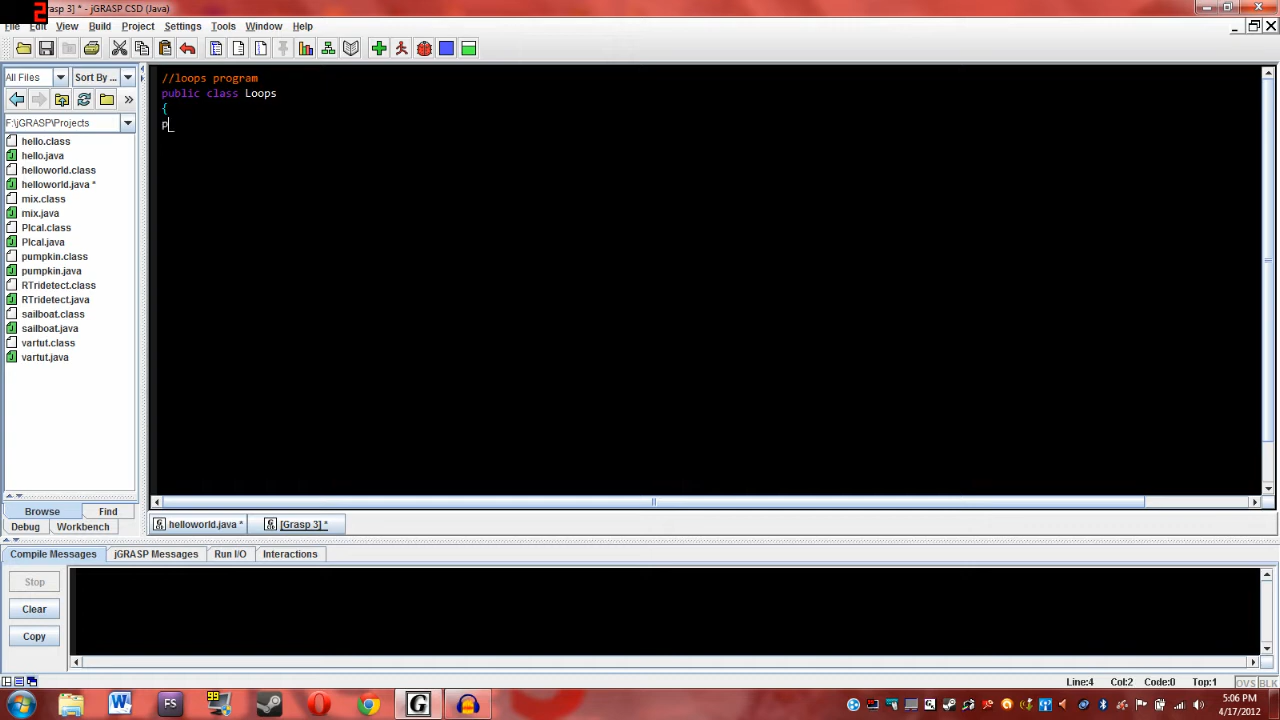 2
rasp 3] * - jGRASP CSD (Java)
File Edit View Build Project Settings Tools Window Help
All Files Sort By ...
»
F:\jGRASP\Projects
hello.class
hello.java
helloworld.class
helloworld.java *
mix.class
mix.java
PIcal.class
PIcal.java
pumpkin.class
pumpkin.java
RTridetect.class
RTridetect.java
sailboat.class
sailboat.java
vartut.class
vartut.java
Browse Find
Debug Workbench
//loops program
public class Loops
{
p
helloworld.java * [Grasp 3] *
Compile Messages jGRASP Messages Run I/O Interactions
Stop
Clear
Copy
Line:4 Col:2 Code:0 Top:1 OVS BLK
W FS 99 G
5:06 PM
4/17/2012